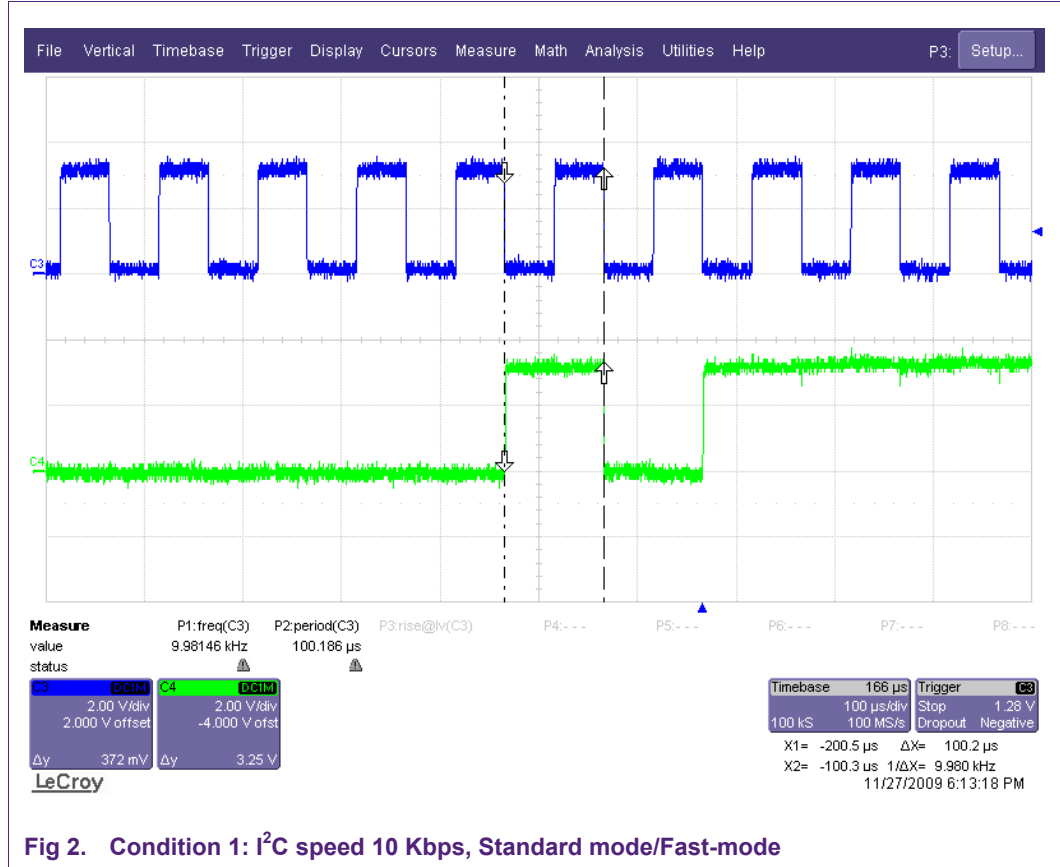 File Vertical Timebase Trigger Display Cursors Measure Math Analysis Utilities Help P3: Setup...
C3
C4
Measure P1:freq(C3) P2:period(C3) P3:rise@lv(C3) P4:- - - P5:- - - P6:- - - P7:- - - P8:- - -
value 9.98146 kHz 100.186 µs
status
C3 DC1M C4 DC1M Timebase 166 µs Trigger C3
2.00 V/div 2.00 V/div 100 µs/div Stop 1.28 V
2.000 V offset -4.000 V ofst 100 kS 100 MS/s Dropout Negative
Δy 372 mV Δy 3.25 V
X1= -200.5 µs ΔX= 100.2 µs
X2= -100.3 us 1/ΔX= 9.980 kHz
LeCroy 11/27/2009 6:13:18 PM
Fig 2. Condition 1: I²C speed 10 Kbps, Standard mode/Fast-mode